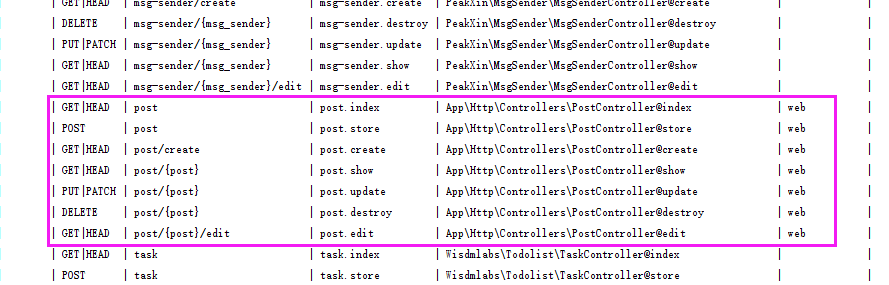 | GET|HEAD | msg-sender/create | msg-sender.create | PeakXin\MsgSender\MsgSenderController@create | |
| DELETE | msg-sender/{msg_sender} | msg-sender.destroy | PeakXin\MsgSender\MsgSenderController@destroy | |
| PUT|PATCH | msg-sender/{msg_sender} | msg-sender.update | PeakXin\MsgSender\MsgSenderController@update | |
| GET|HEAD | msg-sender/{msg_sender} | msg-sender.show | PeakXin\MsgSender\MsgSenderController@show | |
| GET|HEAD | msg-sender/{msg_sender}/edit | msg-sender.edit | PeakXin\MsgSender\MsgSenderController@edit | |
| GET|HEAD | post | post.index | App\Http\Controllers\PostController@index | web |
| POST | post | post.store | App\Http\Controllers\PostController@store | web |
| GET|HEAD | post/create | post.create | App\Http\Controllers\PostController@create | web |
| GET|HEAD | post/{post} | post.show | App\Http\Controllers\PostController@show | web |
| PUT|PATCH | post/{post} | post.update | App\Http\Controllers\PostController@update | web |
| DELETE | post/{post} | post.destroy | App\Http\Controllers\PostController@destroy | web |
| GET|HEAD | post/{post}/edit | post.edit | App\Http\Controllers\PostController@edit | web |
| GET|HEAD | task | task.index | Wisdmlabs\Todolist\TaskController@index | |
| POST | task | task.store | Wisdmlabs\Todolist\TaskController@store | |